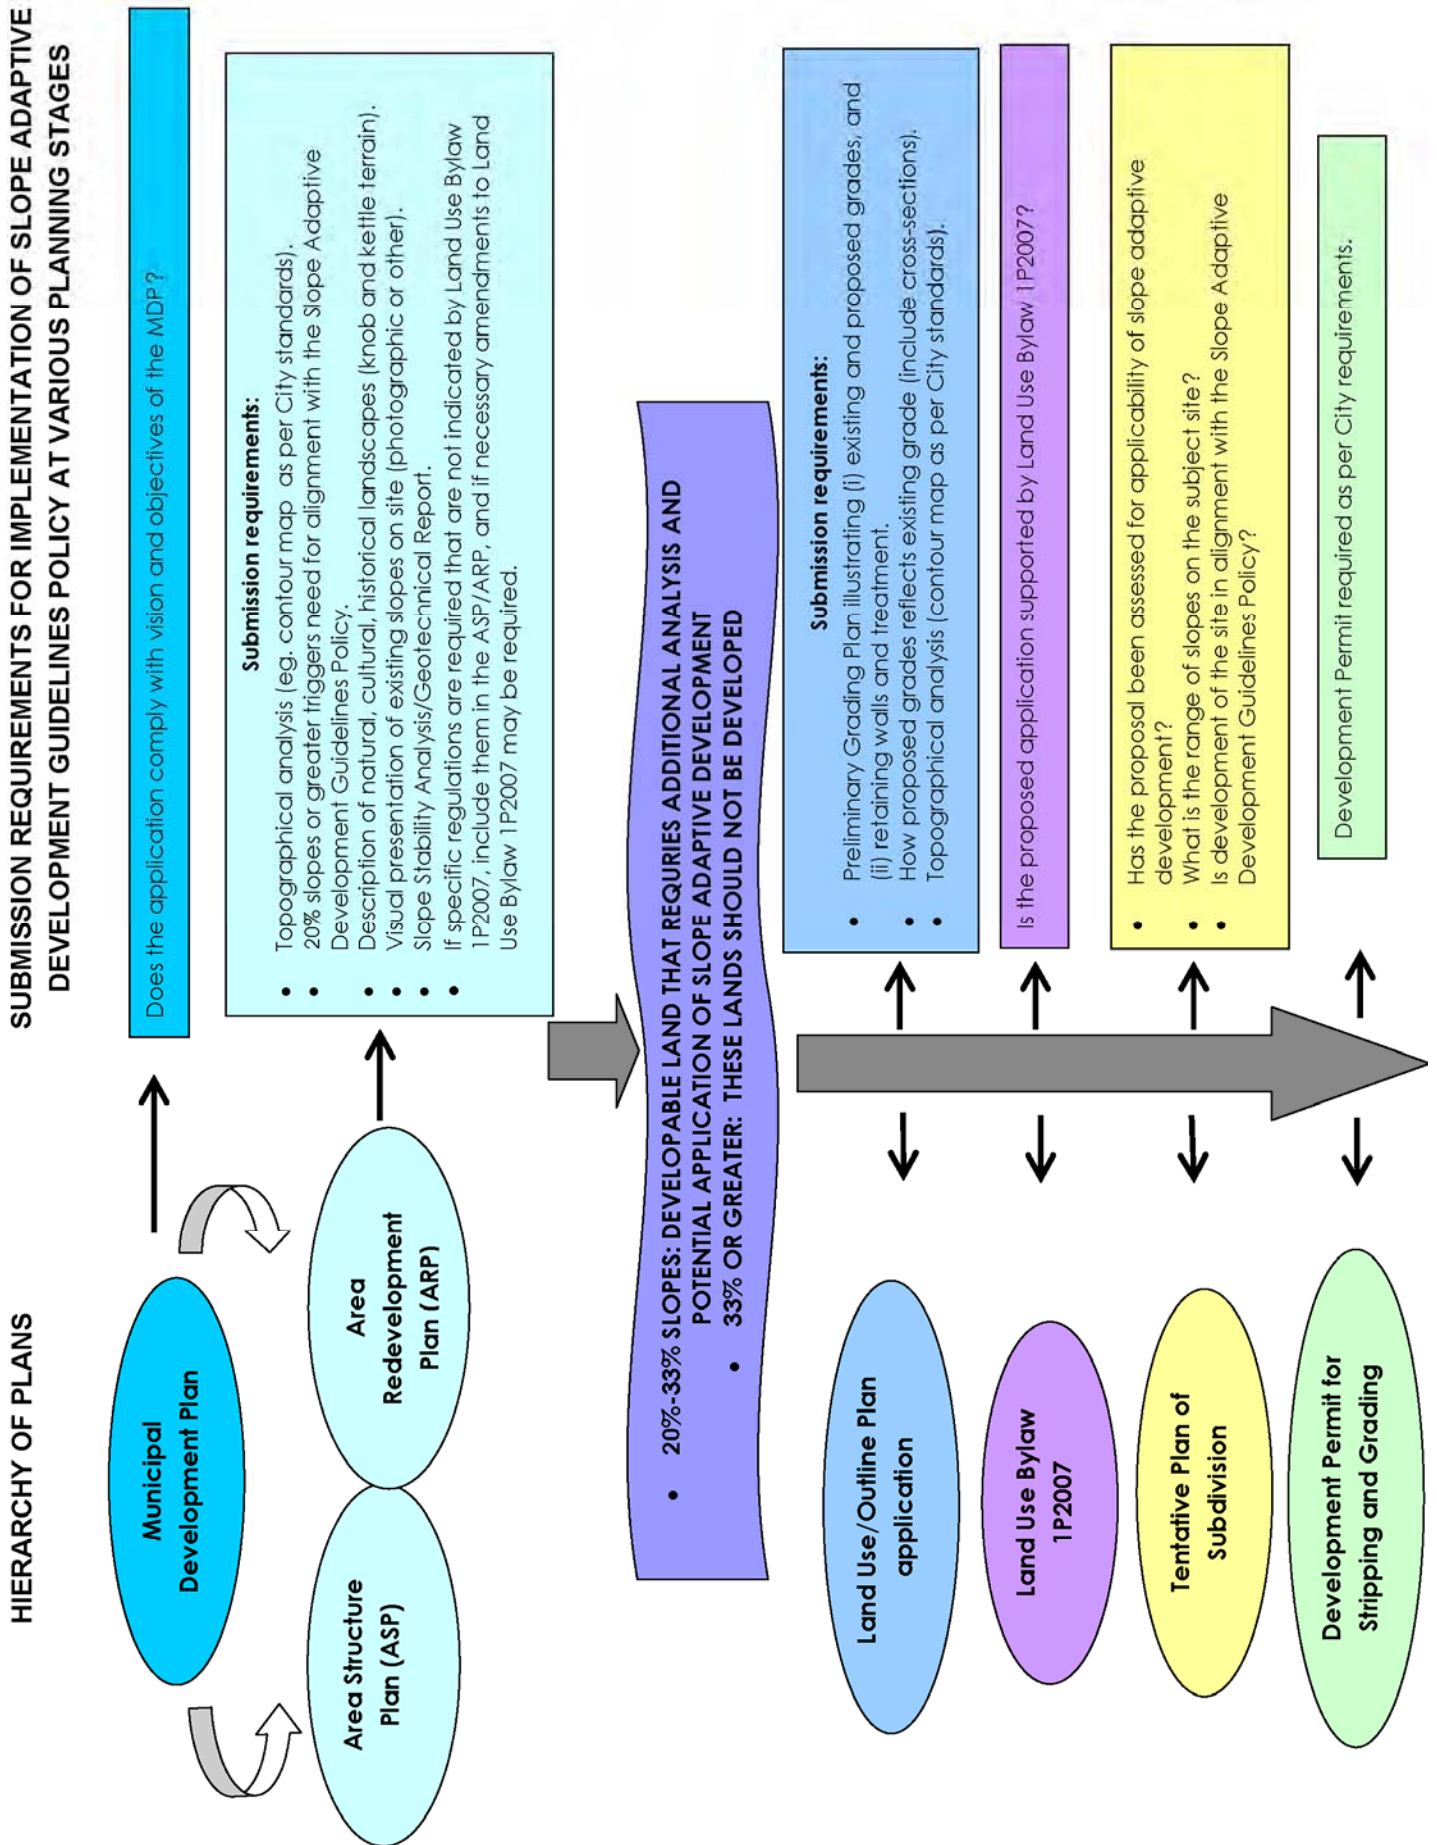 HIERARCHY OF PLANS
SUBMISSION REQUIREMENTS FOR IMPLEMENTATION OF SLOPE ADAPTIVE
DEVELOPMENT GUIDELINES POLICY AT VARIOUS PLANNING STAGES
Municipal
Development Plan
Does the application comply with vision and objectives of the MDP?
Area Structure
Plan (ASP)
Area
Redevelopment
Plan (ARP)
Submission requirements:
• Topographical analysis (eg. contour map as per City standards).
• 20% slopes or greater triggers need for alignment with the Slope Adaptive
Development Guidelines Policy.
• Description of natural, cultural, historical landscapes (knob and kettle terrain).
• Visual presentation of existing slopes on site (photographic or other).
• Slope Stability Analysis/Geotechnical Report.
• If specific regulations are required that are not indicated by Land Use Bylaw
1P2007, include them in the ASP/ARP, and if necessary amendments to Land
Use Bylaw 1P2007 may be required.
• 20%-33% SLOPES: DEVELOPABLE LAND THAT REQURIES ADDITIONAL ANALYSIS AND
POTENTIAL APPLICATION OF SLOPE ADAPTIVE DEVELOPMENT
• 33% OR GREATER: THESE LANDS SHOULD NOT BE DEVELOPED
Land Use/Outline Plan
application
Submission requirements:
• Preliminary Grading Plan illustrating (i) existing and proposed grades, and
(ii) retaining walls and treatment.
• How proposed grades reflects existing grade (include cross-sections).
• Topographical analysis (contour map as per City standards).
Land Use Bylaw
1P2007
Is the proposed application supported by Land Use Bylaw 1P2007?
Tentative Plan of
Subdivision
• Has the proposal been assessed for applicability of slope adaptive
development?
• What is the range of slopes on the subject site?
• Is development of the site in alignment with the Slope Adaptive
Development Guidelines Policy?
Development Permit for
Stripping and Grading
Development Permit required as per City requirements.